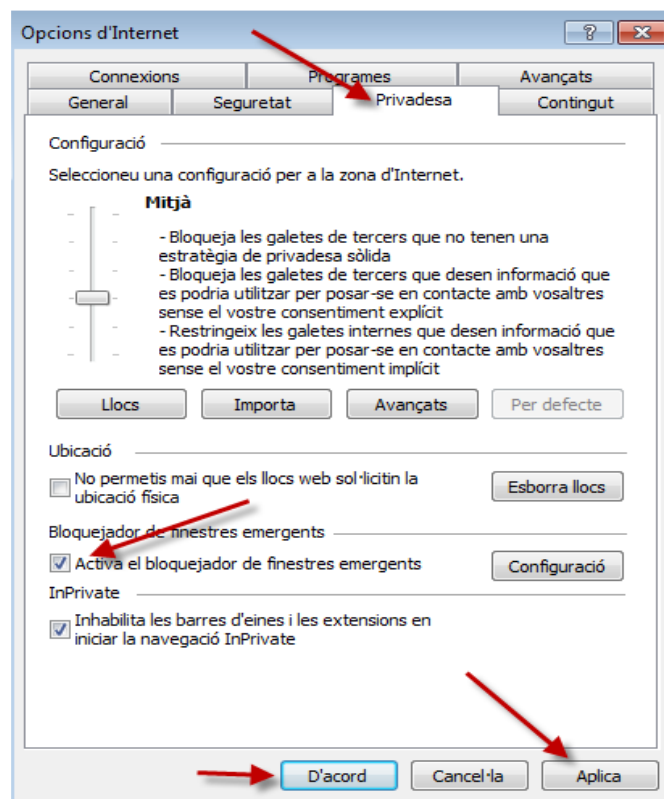 Opcions d'Internet
Connexions Programes Avançats
General Seguretat Privadesa Contingut
Configuració
Seleccioneu una configuració per a la zona d'Internet.
Mitjà
- Bloqueja les galetes de tercers que no tenen una
estratègia de privadesa sòlida
- Bloqueja les galetes de tercers que desen informació que
es podria utilitzar per posar-se en contacte amb vosaltres
sense el vostre consentiment explícit
- Restringeix les galetes internes que desen informació que
es podria utilitzar per posar-se en contacte amb vosaltres
sense el vostre consentiment implícit
Llocs Importa Avançats Per defecte
Ubicació
No permetis mai que els llocs web sol·licitin la
ubicació física
Esborra llocs
Bloquejador de finestres emergents
Activa el bloquejador de finestres emergents
Configuració
InPrivate
Inhabilita les barres d'eines i les extensions en
iniciar la navegació InPrivate
D'acord Cancel·la Aplica